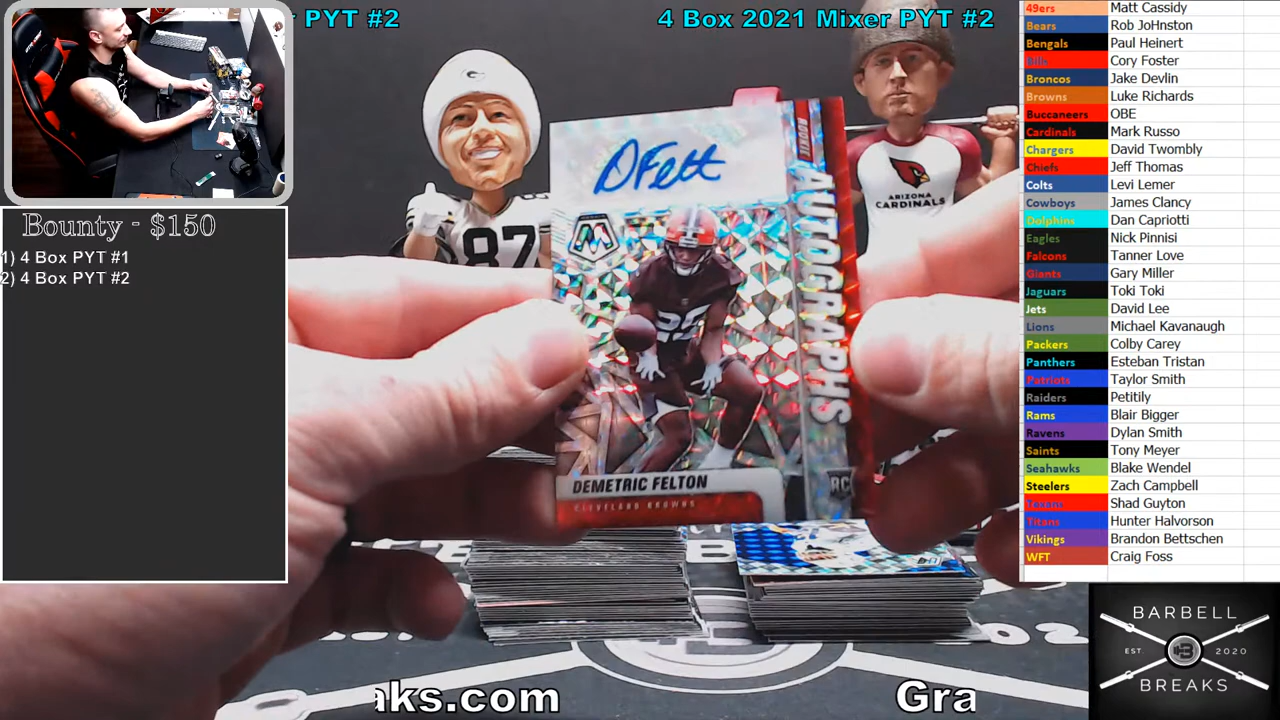 r PYT #2
4 Box 2021 Mixer PYT #2
Bounty - $150
1) 4 Box PYT #1
2) 4 Box PYT #2
DFett
ROOKIE
AUTOGRAPHS
DEMETRIC FELTON
CLEVELAND BROWNS
RC
25
87
ARIZONA
CARDINALS
49ers Matt Cassidy
Bears Rob JoHnston
Bengals Paul Heinert
Bills Cory Foster
Broncos Jake Devlin
Browns Luke Richards
Buccaneers OBE
Cardinals Mark Russo
Chargers David Twombly
Chiefs Jeff Thomas
Colts Levi Lemer
Cowboys James Clancy
Dolphins Dan Capriotti
Eagles Nick Pinnisi
Falcons Tanner Love
Giants Gary Miller
Jaguars Toki Toki
Jets David Lee
Lions Michael Kavanaugh
Packers Colby Carey
Panthers Esteban Tristan
Patriots Taylor Smith
Raiders Petitily
Rams Blair Bigger
Ravens Dylan Smith
Saints Tony Meyer
Seahawks Blake Wendel
Steelers Zach Campbell
Texans Shad Guyton
Titans Hunter Halvorson
Vikings Brandon Bettschen
WFT Craig Foss
BARBELL
EST. 2020
BREAKS
aks.com
Gra